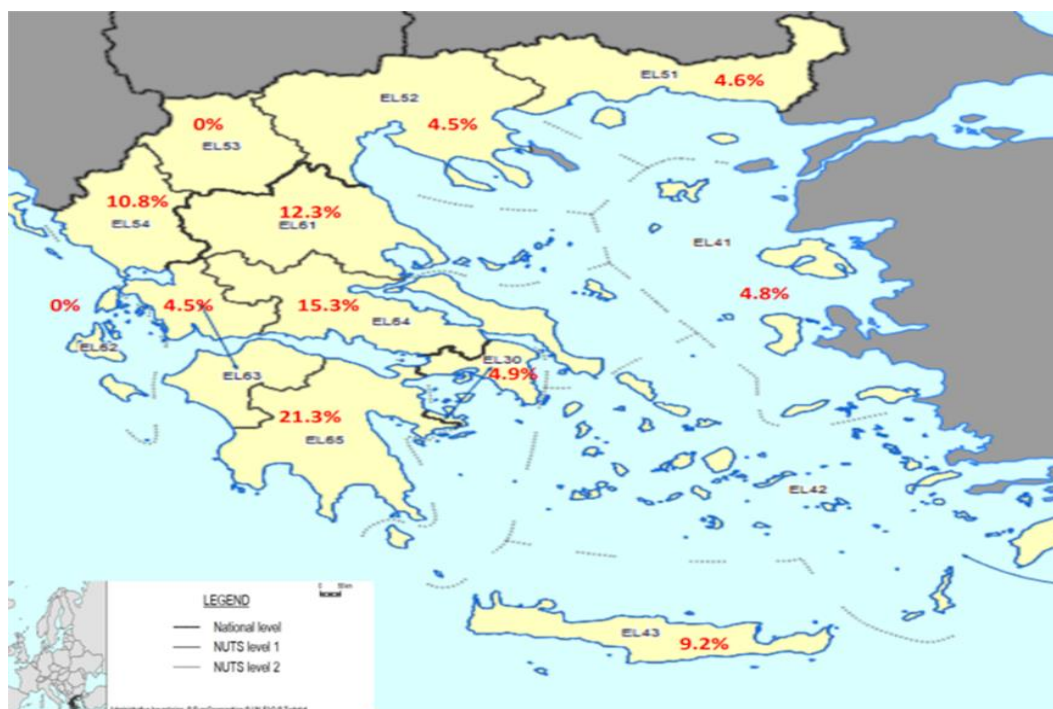 EL51
4.6%
EL52
4.5%
0%
EL53
10.8%
EL54
12.3%
EL61
EL41
4.8%
0%
4.5%
15.3%
EL64
EL62
EL30
4.9%
EL63
21.3%
EL65
EL42
EL43
9.2%
LEGEND
National level
NUTS level 1
NUTS level 2